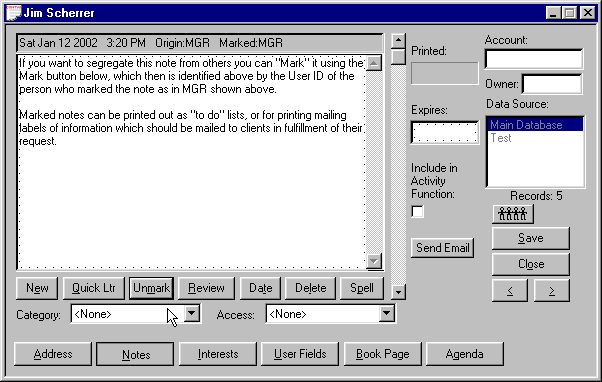 Jim Scherrer
Sat Jan 12 2002 3:20 PM Origin:MGR Marked:MGR
If you want to segregate this note from others you can "Mark" it using the
Mark button below, which then is identified above by the User ID of the
person who marked the note as in MGR shown above.
Marked notes can be printed out as "to do" lists, or for printing mailing
labels of information which should be mailed to clients in fulfillment of their
request.
Printed:
Expires:
Include in
Activity
Function:
Send Email
Account:
Owner:
Data Source:
Main Database
Test
Records: 5
Save
Close
< >
New Quick Ltr Unmark Review Date Delete Spell
Category: <None> Access: <None>
Address Notes Interests User Fields Book Page Agenda